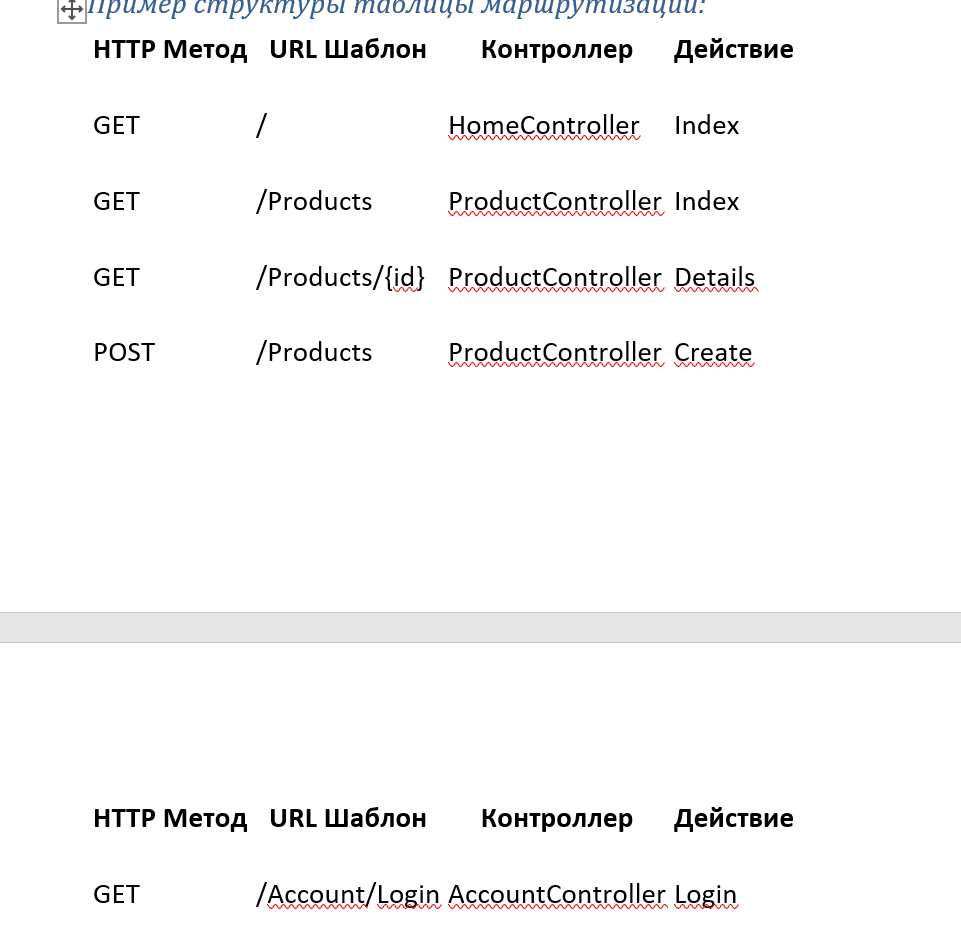 Пример структуры таблицы маршрутизации:
HTTP Метод URL Шаблон Контроллер Действие
GET / HomeController Index
GET /Products ProductController Index
GET /Products/{id} ProductController Details
POST /Products ProductController Create
HTTP Метод URL Шаблон Контроллер Действие
GET /Account/Login AccountController Login